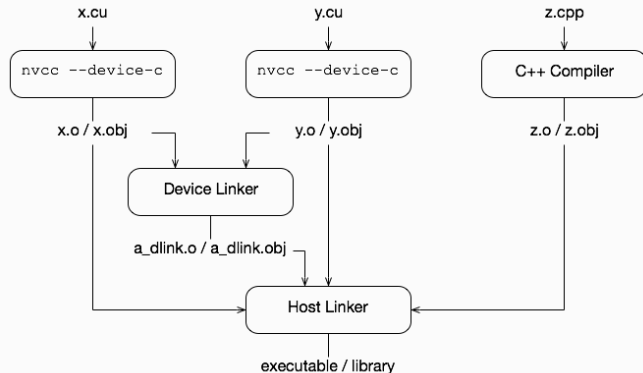 x.cu
y.cu
z.cpp
nvcc --device-c
nvcc --device-c
C++ Compiler
x.o / x.obj
y.o / y.obj
z.o / z.obj
Device Linker
a_dlink.o / a_dlink.obj
Host Linker
executable / library